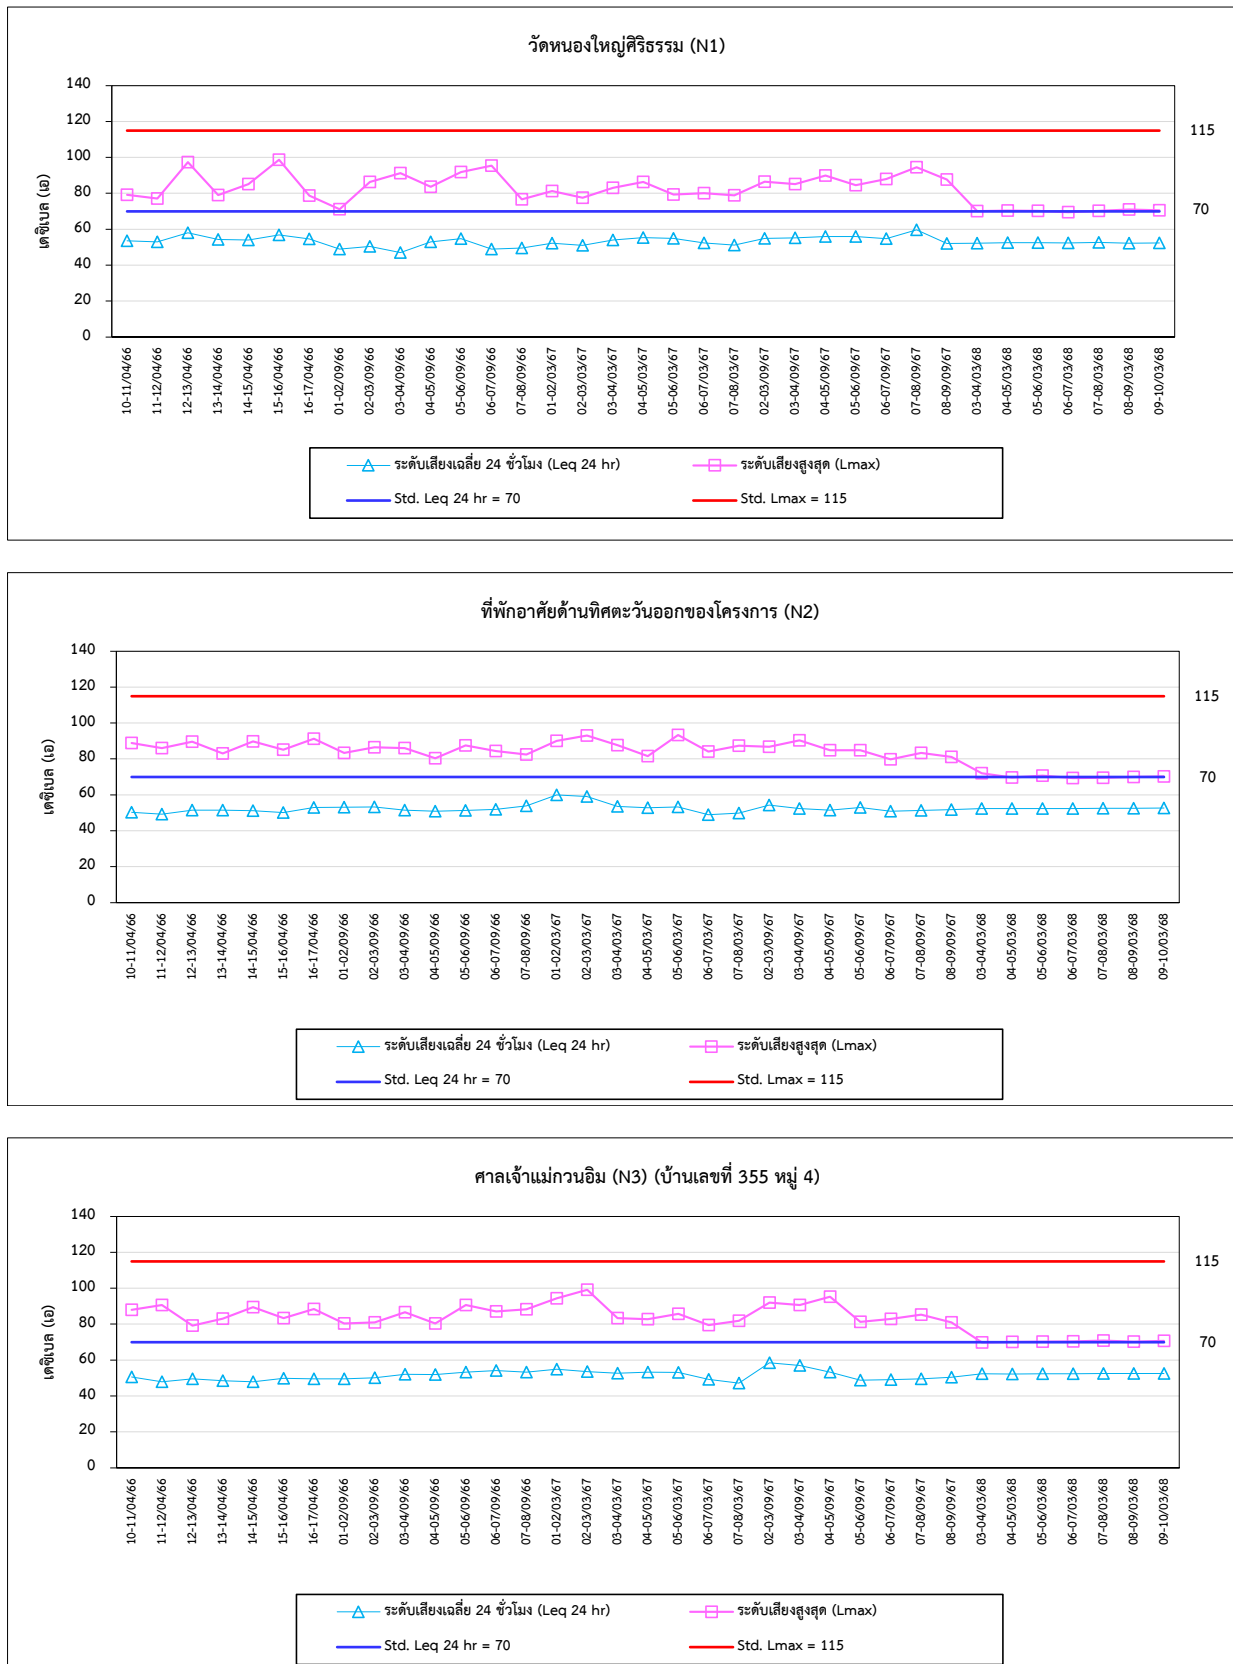 วัดหนองใหญ่ศิริธรรม (N1)
เดซิเบล (เอ)
140
120
100
80
60
40
20
0
115
70
10-11/04/66 11-12/04/66 12-13/04/66 13-14/04/66 14-15/04/66 15-16/04/66 16-17/04/66 01-02/09/66 02-03/09/66 03-04/09/66 04-05/09/66 05-06/09/66 06-07/09/66 07-08/09/66 01-02/03/67 02-03/03/67 03-04/03/67 04-05/03/67 05-06/03/67 06-07/03/67 07-08/03/67 02-03/09/67 03-04/09/67 04-05/09/67 05-06/09/67 06-07/09/67 07-08/09/67 08-09/09/67 03-04/03/68 04-05/03/68 05-06/03/68 06-07/03/68 07-08/03/68 08-09/03/68 09-10/03/68
ระดับเสียงเฉลี่ย 24 ชั่วโมง (Leq 24 hr) ระดับเสียงสูงสุด (Lmax)
Std. Leq 24 hr = 70 Std. Lmax = 115
ที่พักอาศัยด้านทิศตะวันออกของโครงการ (N2)
เดซิเบล (เอ)
140
120
100
80
60
40
20
0
115
70
10-11/04/66 11-12/04/66 12-13/04/66 13-14/04/66 14-15/04/66 15-16/04/66 16-17/04/66 01-02/09/66 02-03/09/66 03-04/09/66 04-05/09/66 05-06/09/66 06-07/09/66 07-08/09/66 01-02/03/67 02-03/03/67 03-04/03/67 04-05/03/67 05-06/03/67 06-07/03/67 07-08/03/67 02-03/09/67 03-04/09/67 04-05/09/67 05-06/09/67 06-07/09/67 07-08/09/67 08-09/09/67 03-04/03/68 04-05/03/68 05-06/03/68 06-07/03/68 07-08/03/68 08-09/03/68 09-10/03/68
ระดับเสียงเฉลี่ย 24 ชั่วโมง (Leq 24 hr) ระดับเสียงสูงสุด (Lmax)
Std. Leq 24 hr = 70 Std. Lmax = 115
ศาลเจ้าแม่กวนอิม (N3) (บ้านเลขที่ 355 หมู่ 4)
เดซิเบล (เอ)
140
120
100
80
60
40
20
0
115
70
10-11/04/66 11-12/04/66 12-13/04/66 13-14/04/66 14-15/04/66 15-16/04/66 16-17/04/66 01-02/09/66 02-03/09/66 03-04/09/66 04-05/09/66 05-06/09/66 06-07/09/66 07-08/09/66 01-02/03/67 02-03/03/67 03-04/03/67 04-05/03/67 05-06/03/67 06-07/03/67 07-08/03/67 02-03/09/67 03-04/09/67 04-05/09/67 05-06/09/67 06-07/09/67 07-08/09/67 08-09/09/67 03-04/03/68 04-05/03/68 05-06/03/68 06-07/03/68 07-08/03/68 08-09/03/68 09-10/03/68
ระดับเสียงเฉลี่ย 24 ชั่วโมง (Leq 24 hr) ระดับเสียงสูงสุด (Lmax)
Std. Leq 24 hr = 70 Std. Lmax = 115